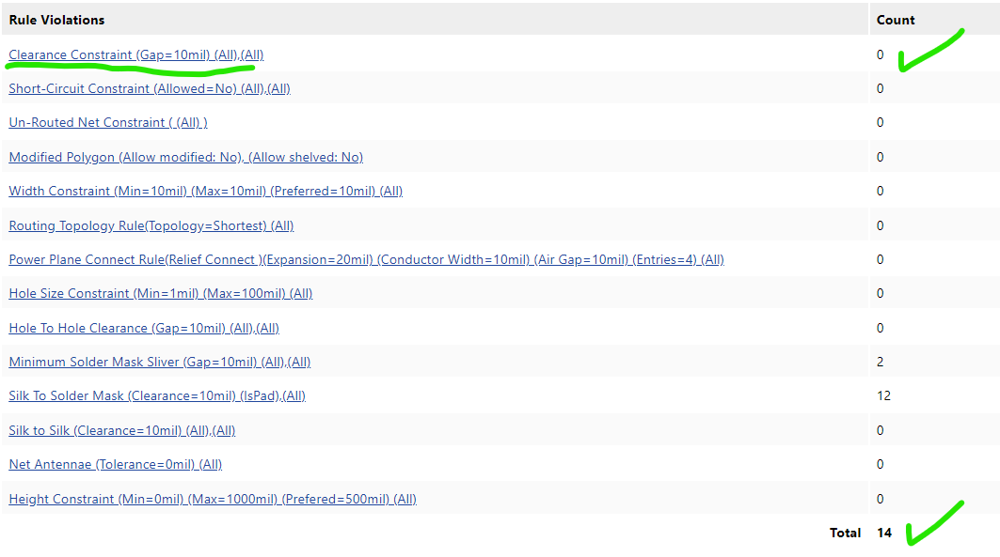 Rule Violations Count
Clearance Constraint (Gap=10mil) (All),(All) 0
Short-Circuit Constraint (Allowed=No) (All),(All) 0
Un-Routed Net Constraint ( (All) ) 0
Modified Polygon (Allow modified: No), (Allow shelved: No) 0
Width Constraint (Min=10mil) (Max=10mil) (Preferred=10mil) (All) 0
Routing Topology Rule(Topology=Shortest) (All) 0
Power Plane Connect Rule(Relief Connect )(Expansion=20mil) (Conductor Width=10mil) (Air Gap=10mil) (Entries=4) (All) 0
Hole Size Constraint (Min=1mil) (Max=100mil) (All) 0
Hole To Hole Clearance (Gap=10mil) (All),(All) 0
Minimum Solder Mask Sliver (Gap=10mil) (All),(All) 2
Silk To Solder Mask (Clearance=10mil) (IsPad),(All) 12
Silk to Silk (Clearance=10mil) (All),(All) 0
Net Antennae (Tolerance=0mil) (All) 0
Height Constraint (Min=0mil) (Max=1000mil) (Prefered=500mil) (All) 0
Total 14